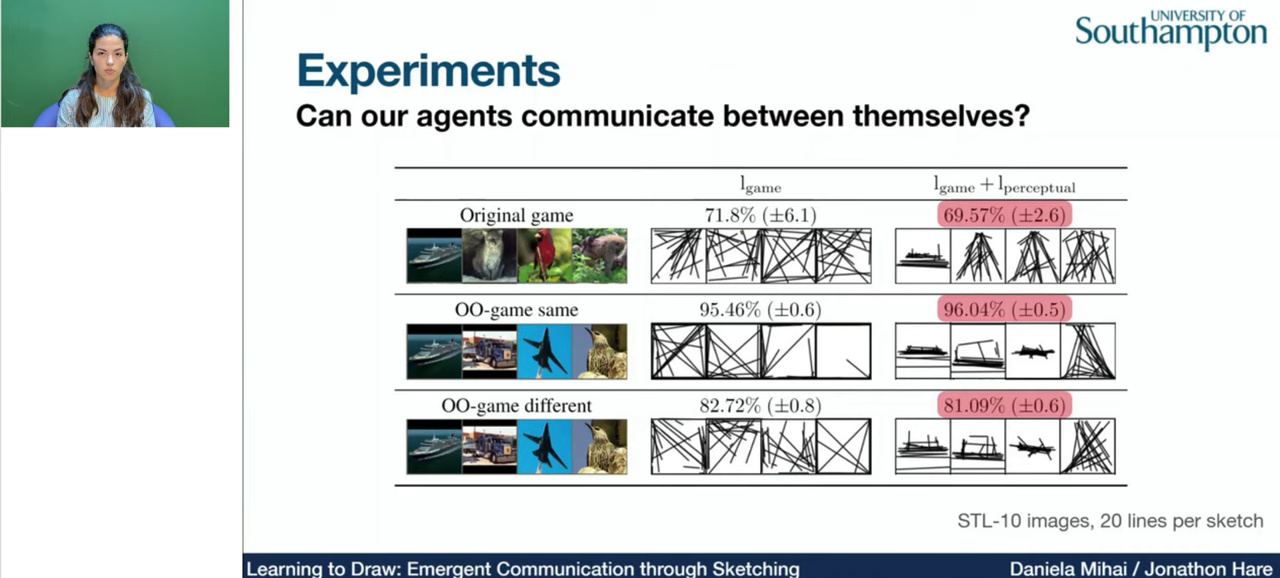 UNIVERSITY OF
Southampton
Experiments
Can our agents communicate between themselves?
l_game
l_game + l_perceptual
Original game
71.8% (±6.1)
69.57% (±2.6)
OO-game same
95.46% (±0.6)
96.04% (±0.5)
OO-game different
82.72% (±0.8)
81.09% (±0.6)
STL-10 images, 20 lines per sketch
Learning to Draw: Emergent Communication through Sketching
Daniela Mihai / Jonathon Hare